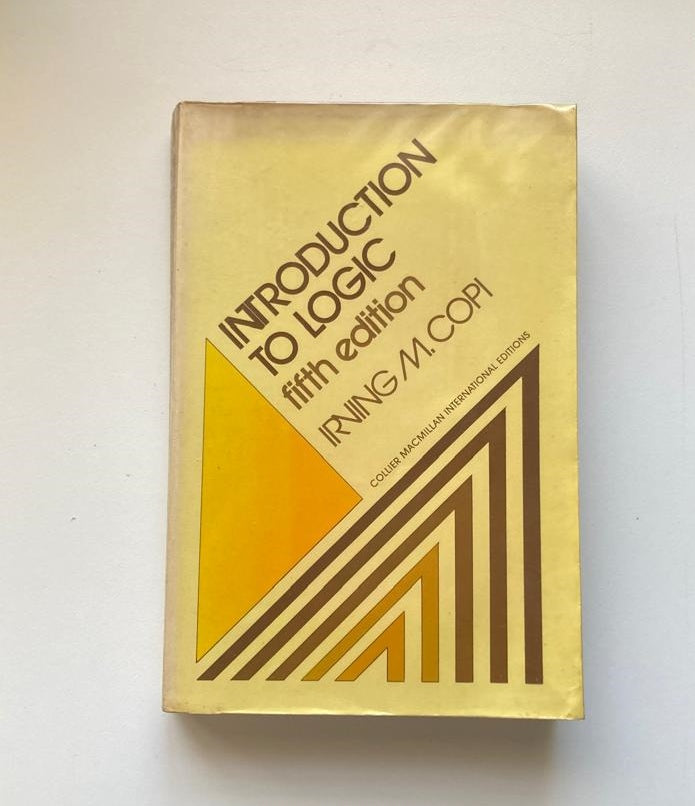 INTRODUCTION
TO LOGIC
fifth edition
IRVING M. COPI
COLLIER MACMILLAN INTERNATIONAL EDITIONS